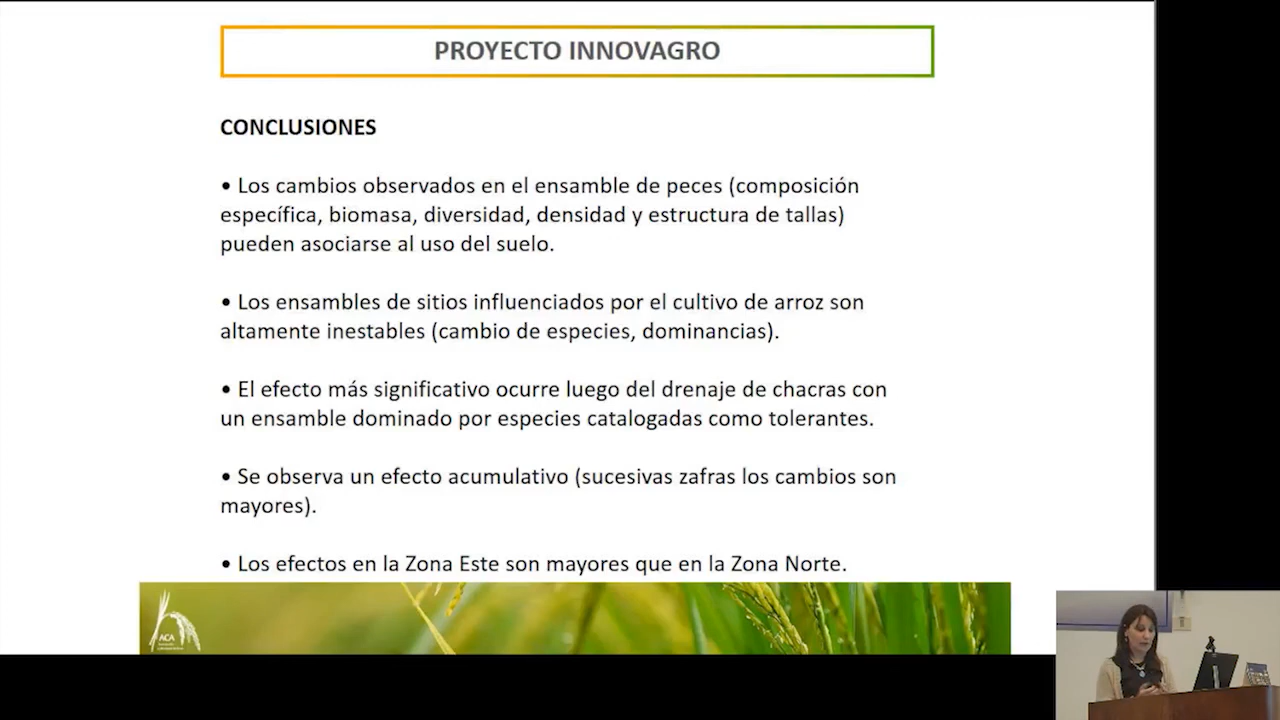 PROYECTO INNOVAGRO
CONCLUSIONES
• Los cambios observados en el ensamble de peces (composición
específica, biomasa, diversidad, densidad y estructura de tallas)
pueden asociarse al uso del suelo.
• Los ensambles de sitios influenciados por el cultivo de arroz son
altamente inestables (cambio de especies, dominancias).
• El efecto más significativo ocurre luego del drenaje de chacras con
un ensamble dominado por especies catalogadas como tolerantes.
• Se observa un efecto acumulativo (sucesivas zafras los cambios son
mayores).
• Los efectos en la Zona Este son mayores que en la Zona Norte.
ACA